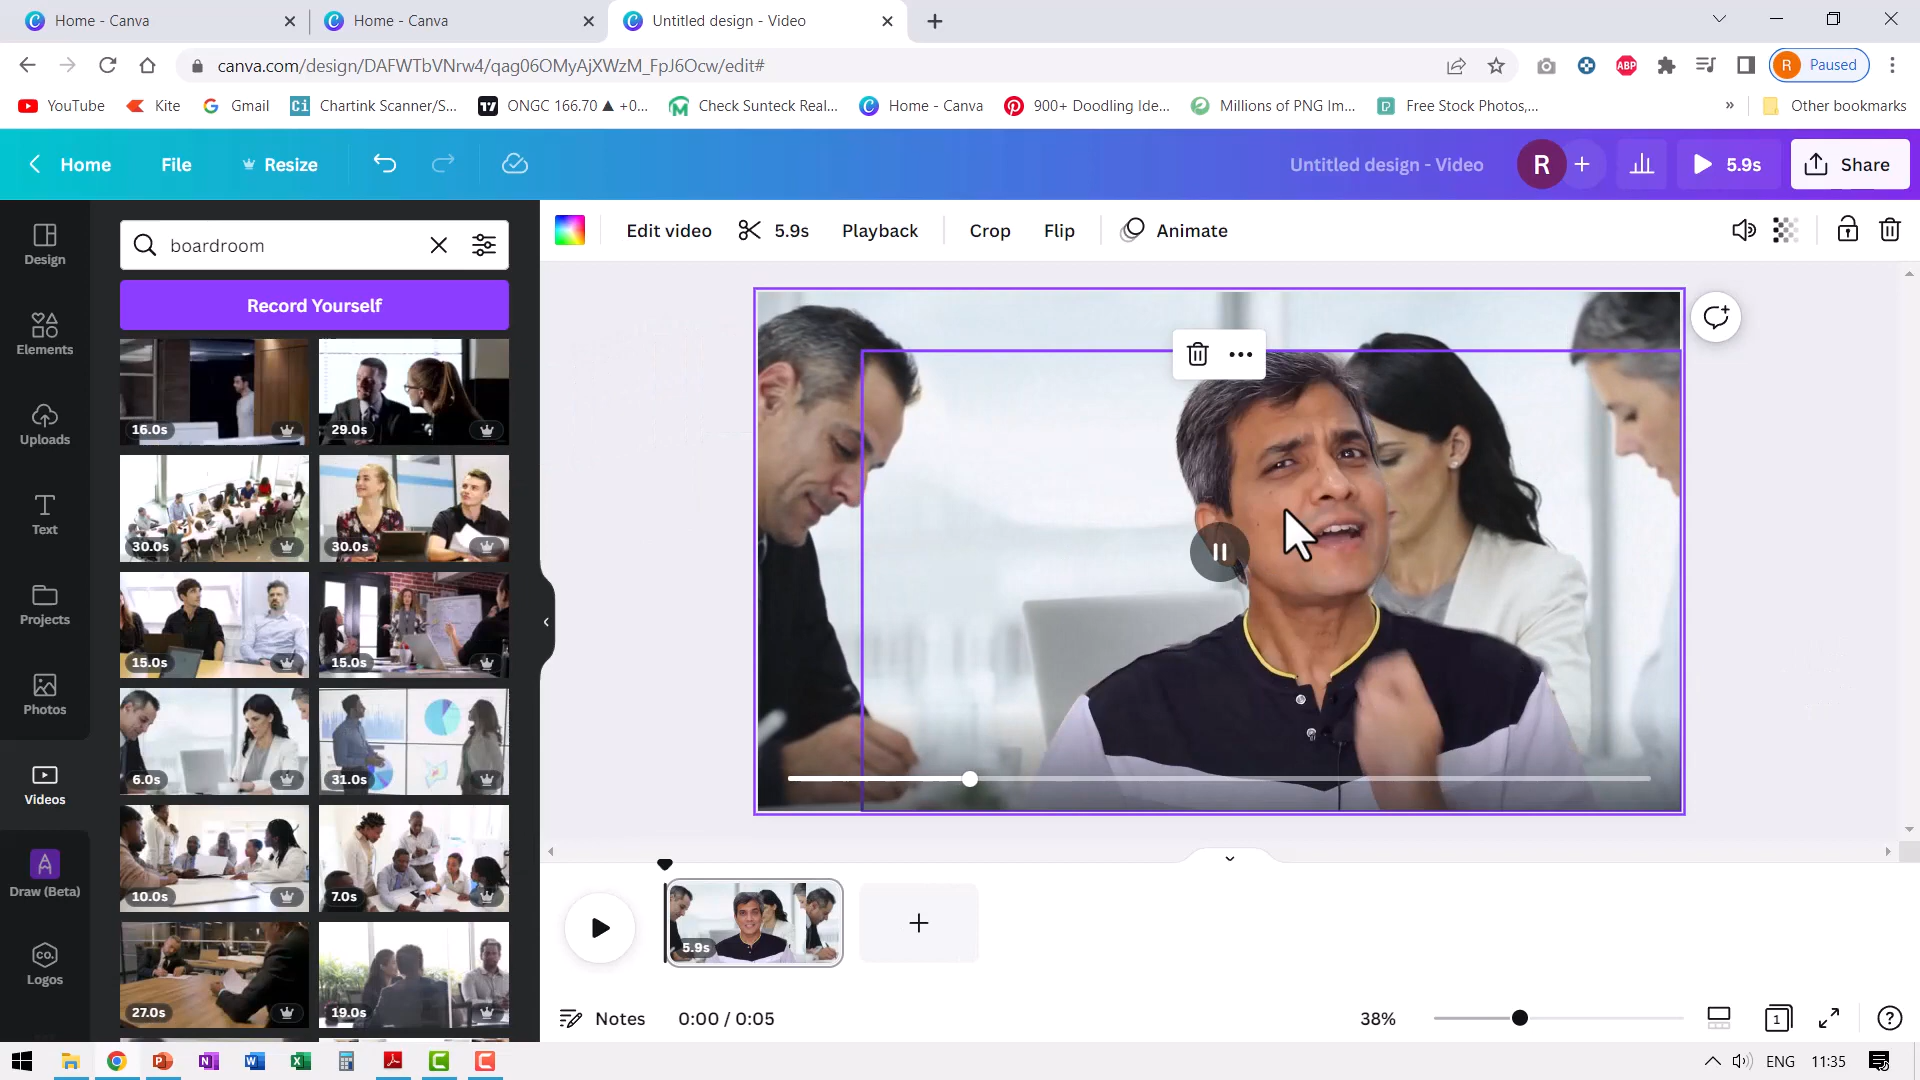 Home - Canva
Home - Canva
Untitled design - Video
canva.com/design/DAFWTbVNrw4/qag06OMyAjXWzM_FpJ6Ocw/edit#
ABP
R Paused
YouTube
Kite
Gmail
Ci Chartink Scanner/S...
ONGC 166.70 ▲ +0...
Check Sunteck Real...
Home - Canva
900+ Doodling Ide...
Millions of PNG Im...
Free Stock Photos,...
»
Other bookmarks
Home
File
Resize
Untitled design - Video
R
+
5.9s
Share
Design
Elements
Uploads
Text
Projects
Photos
Videos
Draw (Beta)
CO.
Logos
boardroom
Record Yourself
16.0s
29.0s
30.0s
30.0s
15.0s
15.0s
6.0s
31.0s
10.0s
7.0s
27.0s
19.0s
Edit video
5.9s
Playback
Crop
Flip
Animate
5.9s
Notes
0:00 / 0:05
38%
1
ENG
11:35